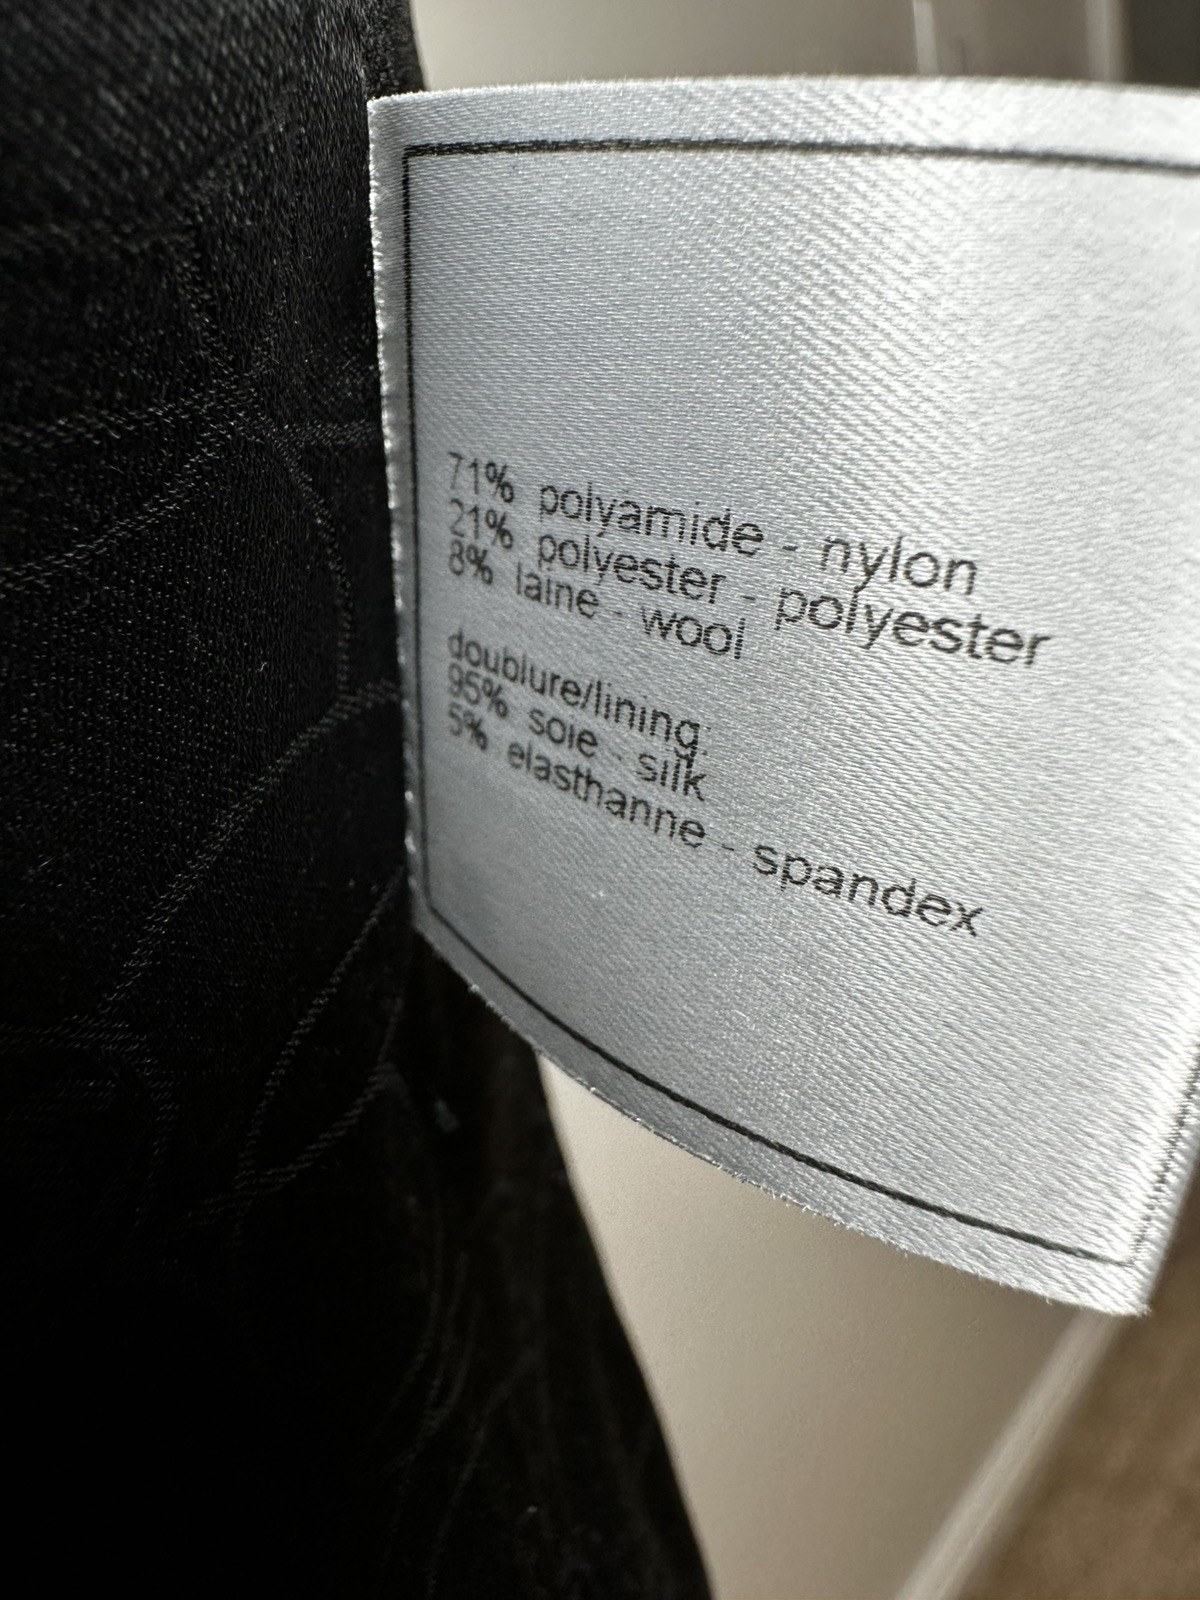 71% polyamide - nylon
21% polyester - polyester
8% laine - wool
doublure/lining:
95% soie - silk
5% elasthanne - spandex